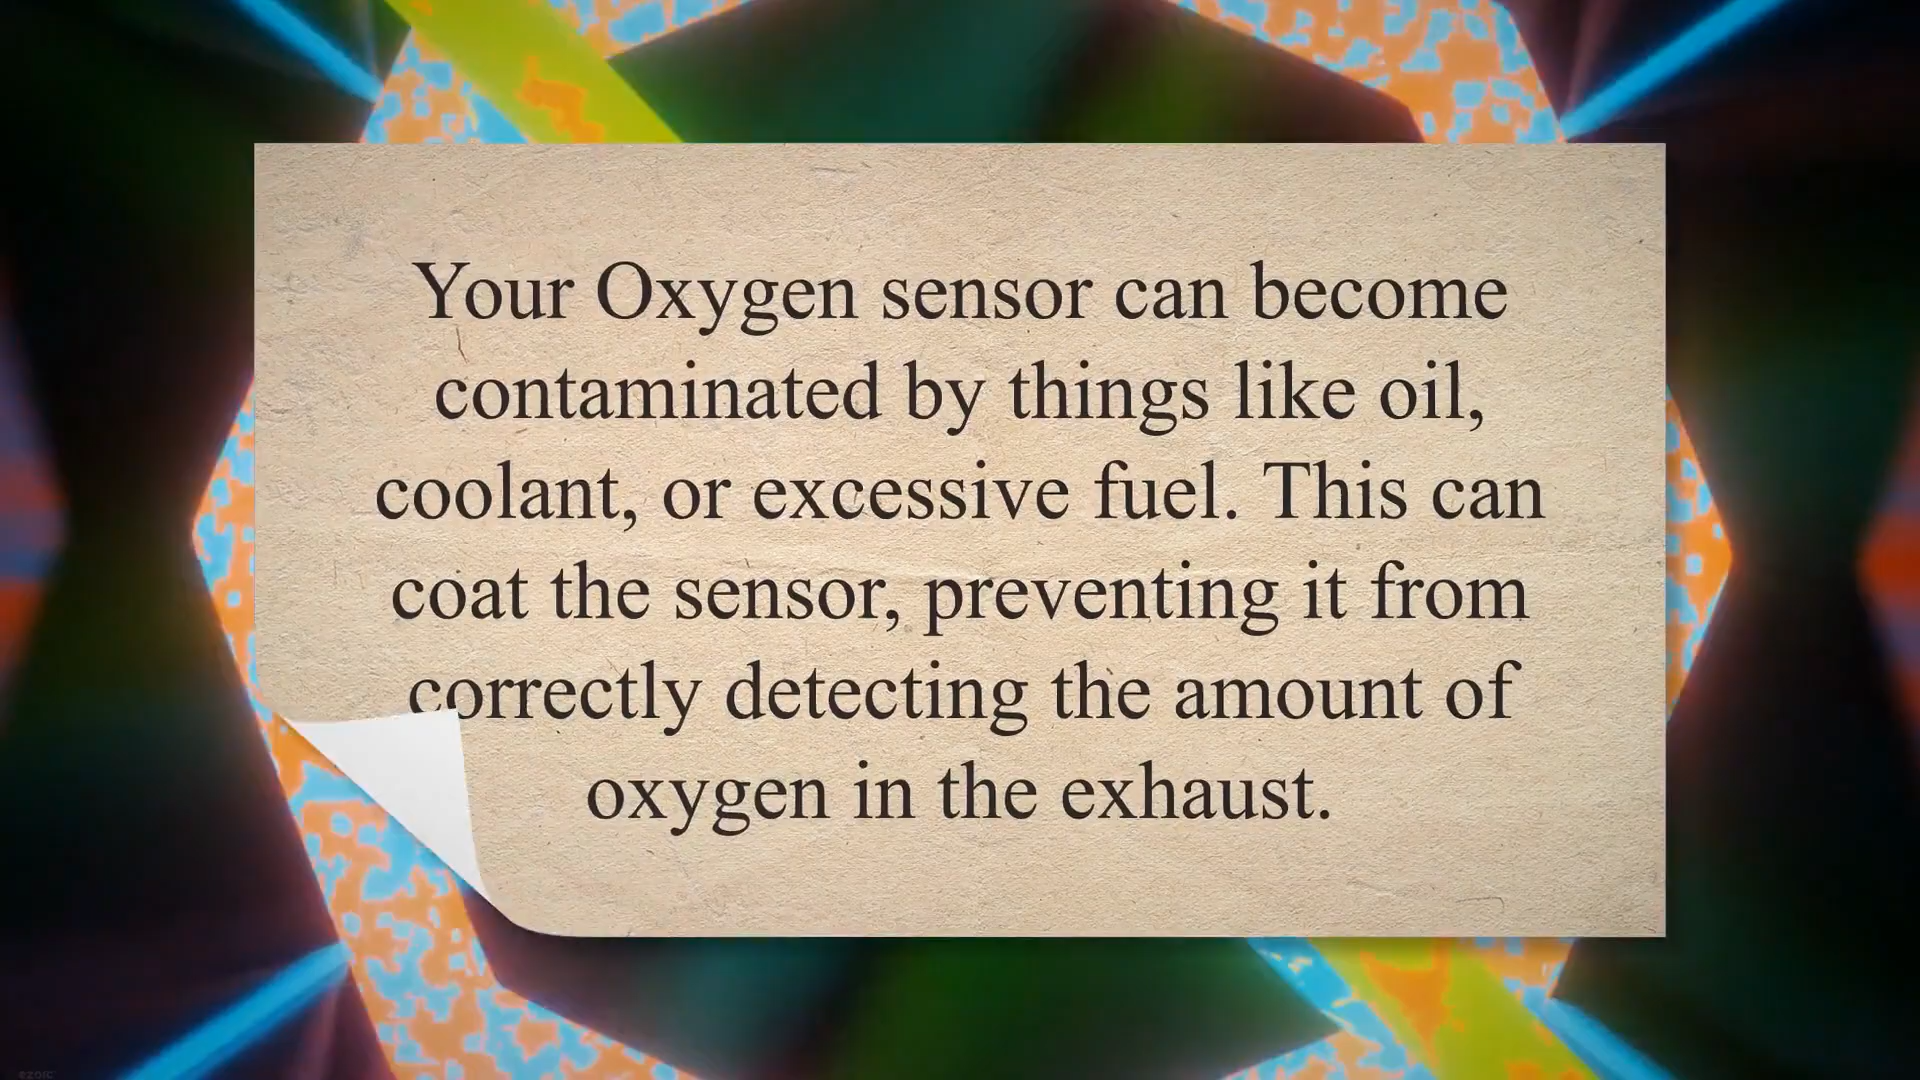 Your Oxygen sensor can become
contaminated by things like oil,
coolant, or excessive fuel. This can
coat the sensor, preventing it from
correctly detecting the amount of
oxygen in the exhaust.
ezoic